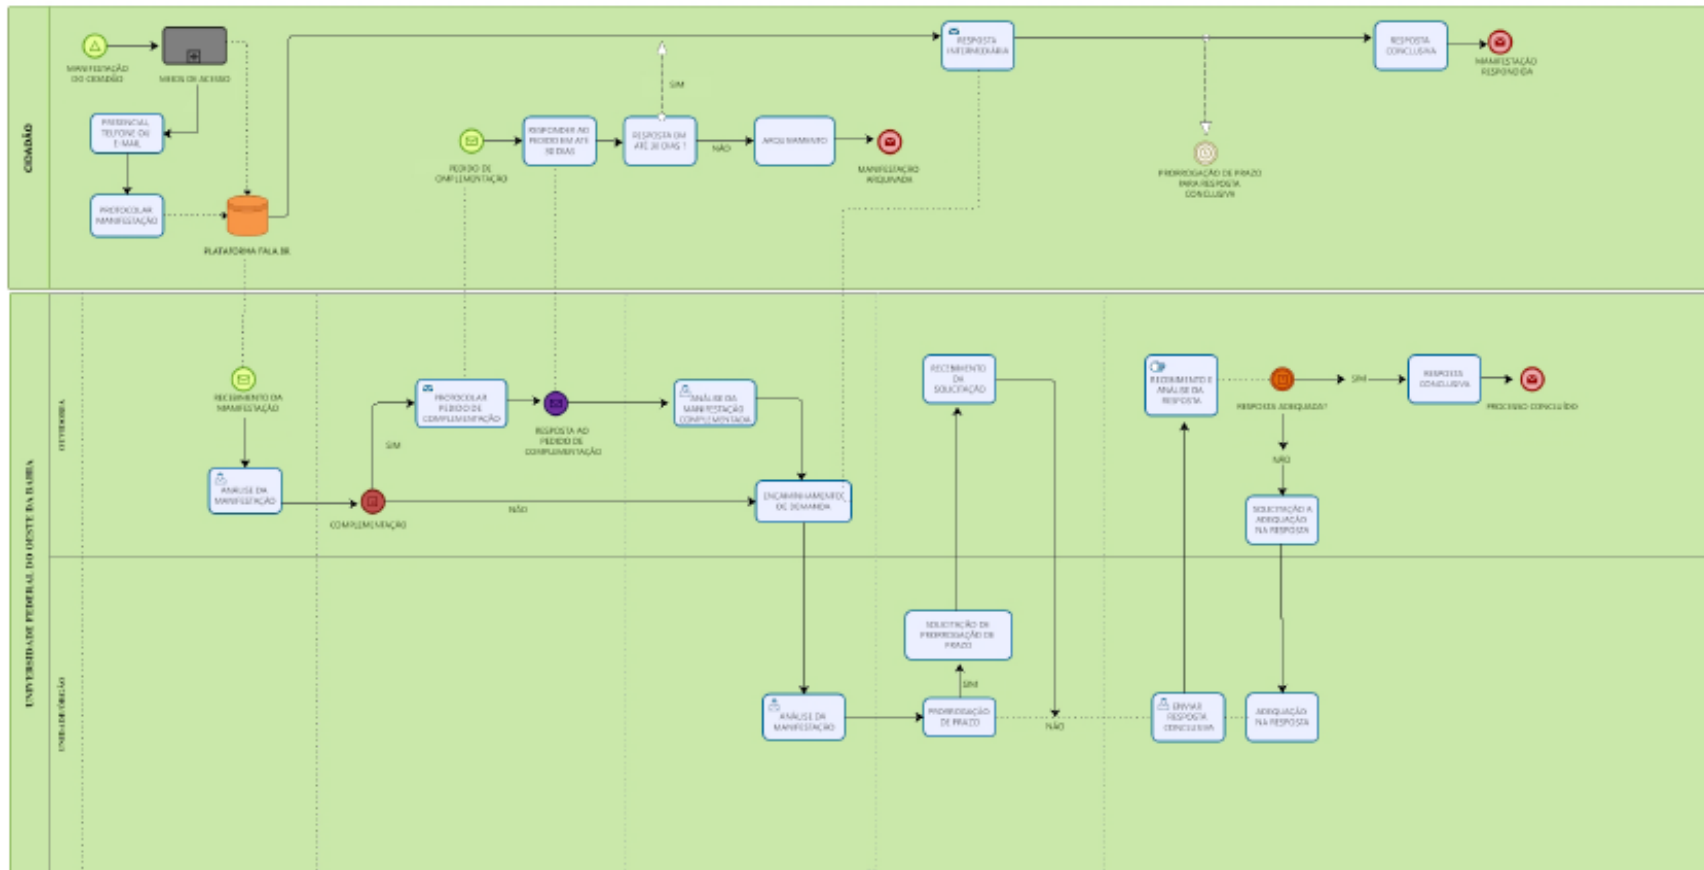 CIDADÃO
MANIFESTAÇÃO
DO CIDADÃO
MEIOS DE ACESSO
PRESENCIAL
TELFONE OU
E-MAIL
PROTOCOLAR
MANIFESTAÇÃO
PLATAFORMA FALA.BR
PEDIDO DE
OMPLEMENTAÇÃO
RESPONDER AO
PEDIDO EM ATÉ
RESPOSTA EM
ATÉ 20 DIAS ?
SIM
NÃO
ARQUIVAMENTO
MANIFESTAÇÃO
ARQUIVADA
RESPOSTA
INTERMEDIÁRIA
PRORROGAÇÃO DE PRAZO
PARA RESPOSTA
CONCLUSIVA
RESPOSTA
CONCLUSIVA
MANIFESTAÇÃO
RESPONDIDA
UNIVERSIDADE FEDERAL DO OESTE DA BAHIA
OUVIDORIA
RECEBIMENTO DA
MANIFESTAÇÃO
ANÁLISE DA
MANIFESTAÇÃO
COMPLEMENTAÇÃO
SIM
NÃO
PROTOCOLAR
PEDIDO DE
COMPLEMENTAÇÃO
RESPOSTA AO
PEDIDO DE
COMPLEMENTAÇÃO
ANÁLISE DA
MANIFESTAÇÃO
COMPLEMENTADA
ENCAMINHAMENTO
DE DEMANDA
RECEBIMENTO
DA
SOLICITAÇÃO
RECEBIMENTO E
ANÁLISE DA
RESPOSTA
RESPOSTA ADEQUADA?
SIM
RESPOSTA
CONCLUSIVA
PROCESSO CONCLUÍDO
NÃO
SOLICITAÇÃO A
ADEQUAÇÃO
NA RESPOSTA
UNIDADE/ÓRGÃO
ANÁLISE DA
MANIFESTAÇÃO
SOLICITAÇÃO DE
PRORROGAÇÃO DE
PRAZO
SIM
PRORROGAÇÃO
DE PRAZO
NÃO
ENVIAR
RESPOSTA
CONCLUSIVA
ADEQUAÇÃO
NA RESPOSTA